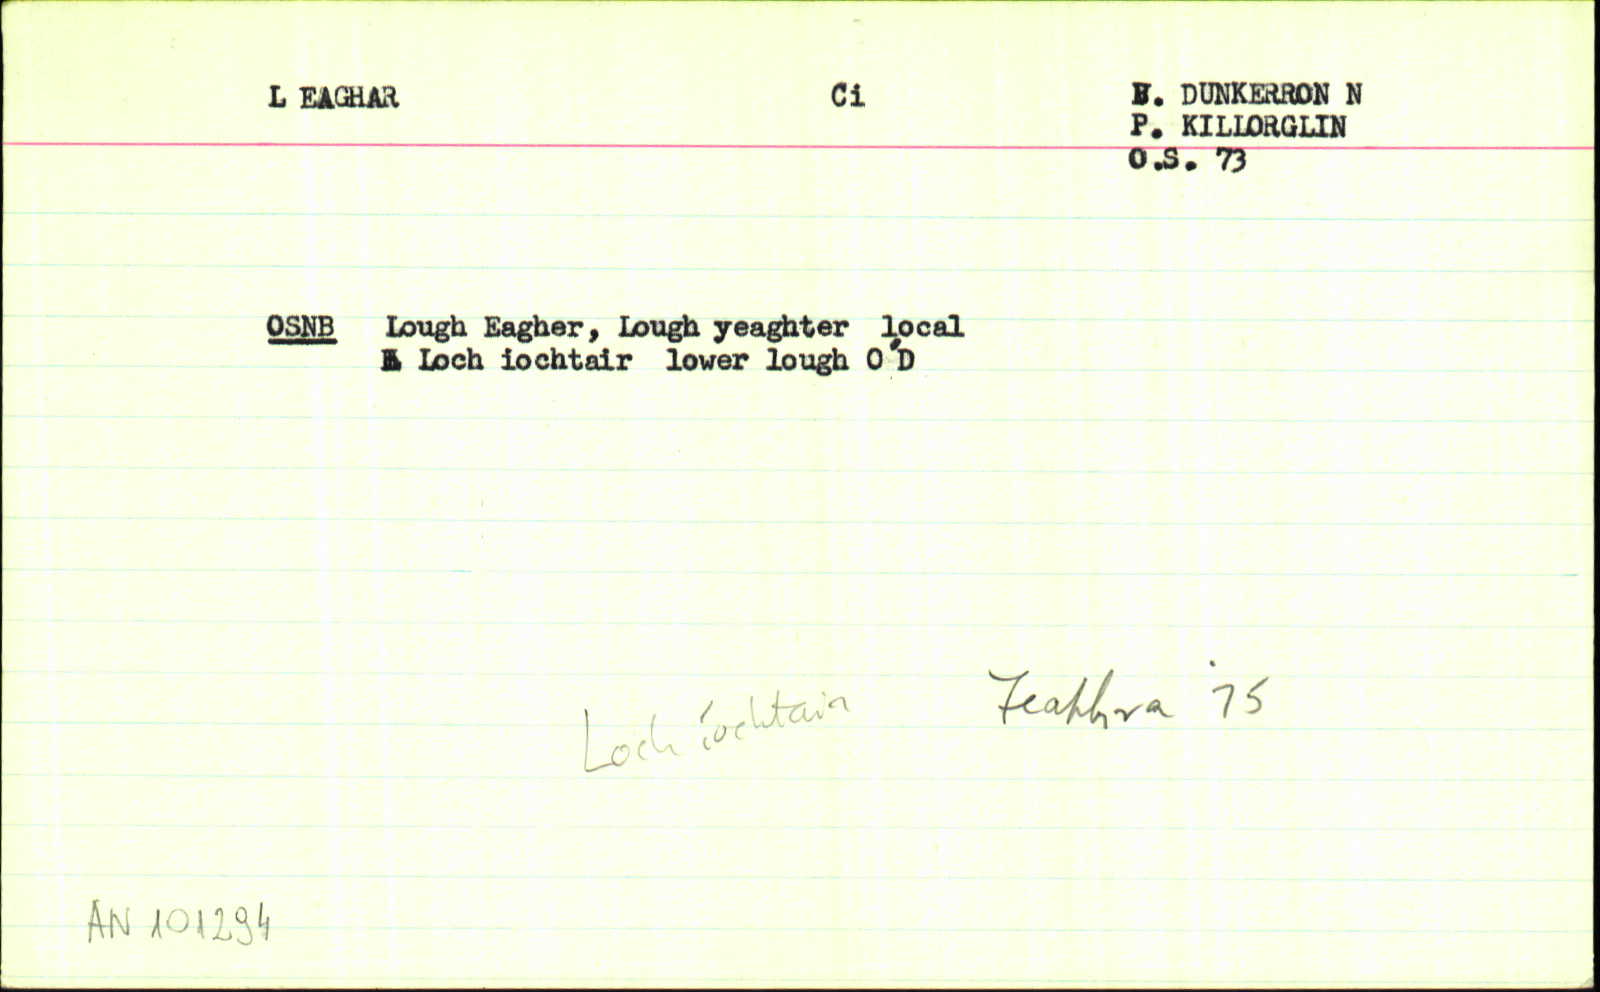 L EAGHAR Ci B. DUNKERRON N
P. KILLORGLIN
O.S. 73
OSNB Lough Eagher, Lough yeaghter local
Loch iochtair lower lough O'D
Loch íochtair Feabhra '75
AN 101294